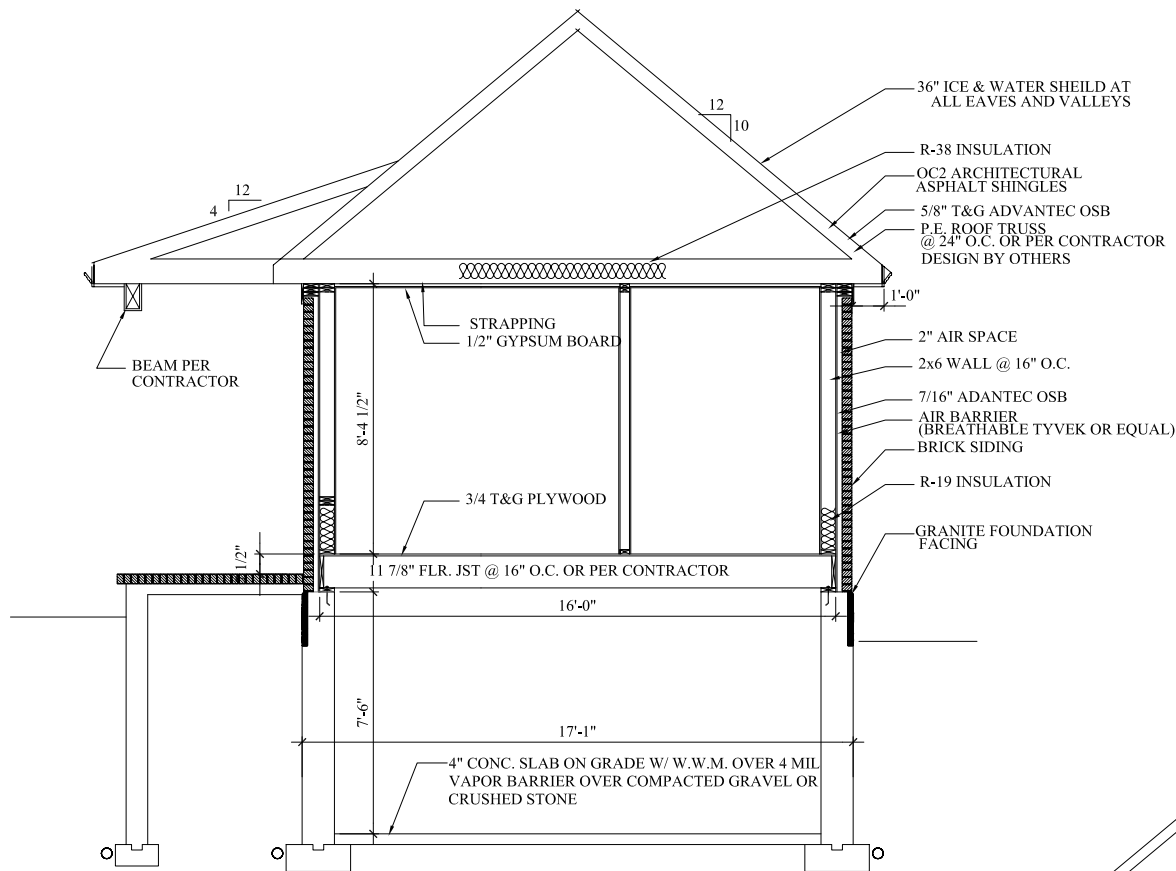 36" ICE & WATER SHEILD AT
ALL EAVES AND VALLEYS
12
10
R-38 INSULATION
OC2 ARCHITECTURAL
ASPHALT SHINGLES
12
4
5/8" T&G ADVANTEC OSB
P.E. ROOF TRUSS
@ 24" O.C. OR PER CONTRACTOR
DESIGN BY OTHERS
1'-0"
STRAPPING
1/2" GYPSUM BOARD
2" AIR SPACE
BEAM PER
CONTRACTOR
2x6 WALL @ 16" O.C.
7/16" ADANTEC OSB
8'-4 1/2"
AIR BARRIER
(BREATHABLE TYVEK OR EQUAL)
BRICK SIDING
R-19 INSULATION
3/4 T&G PLYWOOD
GRANITE FOUNDATION
FACING
1/2"
11 7/8" FLR. JST @ 16" O.C. OR PER CONTRACTOR
16'-0"
7'-6"
17'-1"
4" CONC. SLAB ON GRADE W/ W.W.M. OVER 4 MIL
VAPOR BARRIER OVER COMPACTED GRAVEL OR
CRUSHED STONE